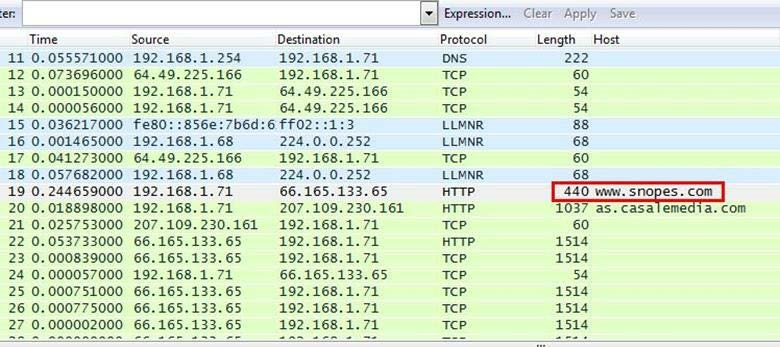 ter: Expression... Clear Apply Save
Time Source Destination Protocol Length Host
11 0.055571000 192.168.1.254 192.168.1.71 DNS 222
12 0.073696000 64.49.225.166 192.168.1.71 TCP 60
13 0.000150000 192.168.1.71 64.49.225.166 TCP 54
14 0.000056000 192.168.1.71 64.49.225.166 TCP 54
15 0.036217000 fe80::856e:7b6d:6 ff02::1:3 LLMNR 88
16 0.001465000 192.168.1.68 224.0.0.252 LLMNR 68
17 0.041273000 64.49.225.166 192.168.1.71 TCP 60
18 0.057682000 192.168.1.68 224.0.0.252 LLMNR 68
19 0.244659000 192.168.1.71 66.165.133.65 HTTP 440 www.snopes.com
20 0.018898000 192.168.1.71 207.109.230.161 HTTP 1037 as.casalemedia.com
21 0.025753000 207.109.230.161 192.168.1.71 TCP 60
22 0.053733000 66.165.133.65 192.168.1.71 HTTP 1514
23 0.000839000 66.165.133.65 192.168.1.71 TCP 1514
24 0.000057000 192.168.1.71 66.165.133.65 TCP 54
25 0.000751000 66.165.133.65 192.168.1.71 TCP 1514
26 0.000775000 66.165.133.65 192.168.1.71 TCP 1514
27 0.000002000 66.165.133.65 192.168.1.71 TCP 1514